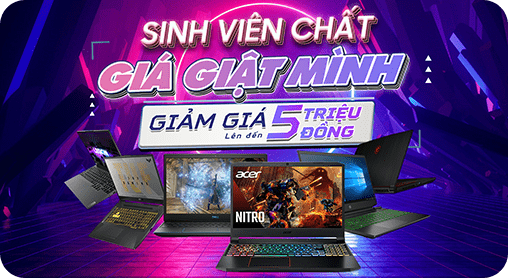 SINH VIÊN CHẤT
GIÁ GIẬT MÌNH
GIẢM GIÁ
Lên đến
5 TRIỆU
ĐỒNG
acer
NITRO